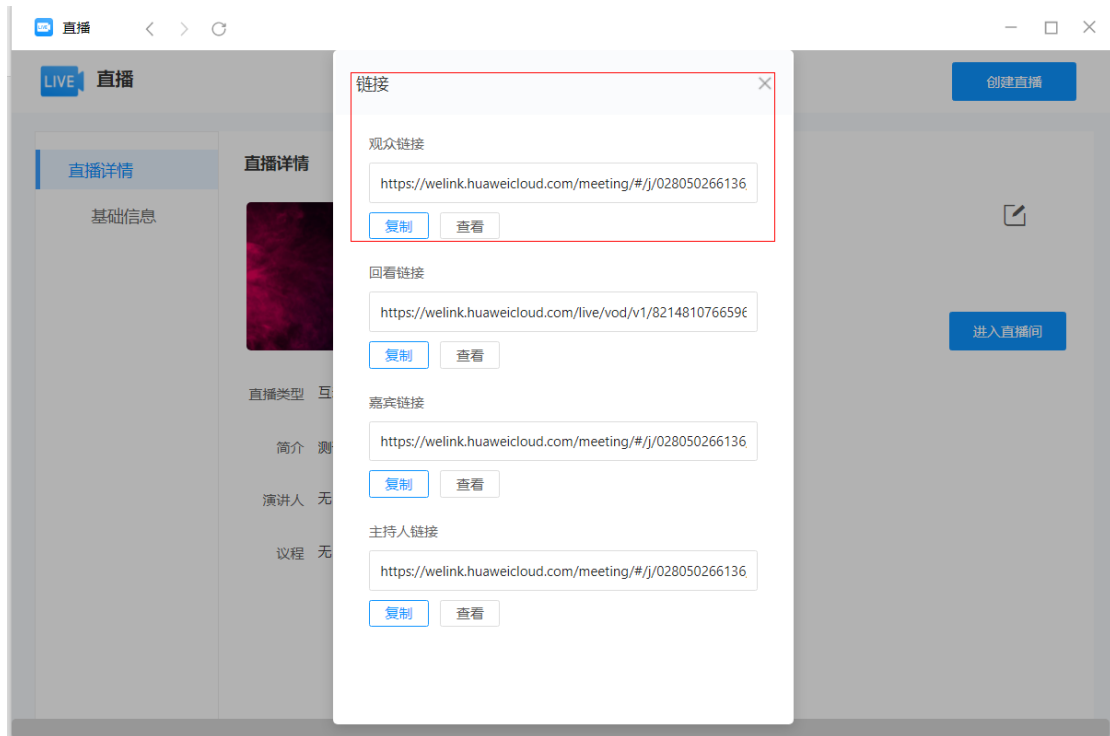 LIVE 直播
LIVE 直播
创建直播
直播详情
基础信息
直播详情
进入直播间
直播类型 互
简介 测
演讲人 无
议程 无
链接
观众链接
https://welink.huaweicloud.com/meeting/#/j/028050266136
复制 查看
回看链接
https://welink.huaweicloud.com/live/vod/v1/8214810766596
复制 查看
嘉宾链接
https://welink.huaweicloud.com/meeting/#/j/028050266136
复制 查看
主持人链接
https://welink.huaweicloud.com/meeting/#/j/028050266136
复制 查看